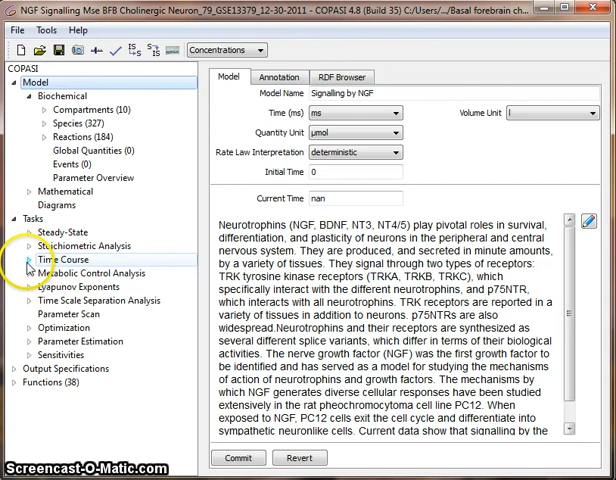 NGF Signalling Mse BFB Cholinergic Neuron_79_GSE13379_12-30-2011 - COPASI 4.8 (Build 35) C:/Users/.../Basal forebrain ch...
File Tools Help
Concentrations
COPASI
Model
Biochemical
Compartments (10)
Species (327)
Reactions (184)
Global Quantities (0)
Events (0)
Parameter Overview
Mathematical
Diagrams
Tasks
Steady-State
Stoichiometric Analysis
Time Course
Metabolic Control Analysis
Lyapunov Exponents
Time Scale Separation Analysis
Parameter Scan
Optimization
Parameter Estimation
Sensitivities
Output Specifications
Functions (38)
Model Annotation RDF Browser
Model Name Signalling by NGF
Time (ms) ms Volume Unit l
Quantity Unit µmol
Rate Law Interpretation deterministic
Initial Time 0
Current Time nan
Neurotrophins (NGF, BDNF, NT3, NT4/5) play pivotal roles in survival,
differentiation, and plasticity of neurons in the peripheral and central
nervous system. They are produced, and secreted in minute amounts,
by a variety of tissues. They signal through two types of receptors:
TRK tyrosine kinase receptors (TRKA, TRKB, TRKC), which
specifically interact with the different neurotrophins, and p75NTR,
which interacts with all neurotrophins. TRK receptors are reported in a
variety of tissues in addition to neurons. p75NTRs are also
widespread.Neurotrophins and their receptors are synthesized as
several different splice variants, which differ in terms of their biological
activities. The nerve growth factor (NGF) was the first growth factor to
be identified and has served as a model for studying the mechanisms
of action of neurotrophins and growth factors. The mechanisms by
which NGF generates diverse cellular responses have been studied
extensively in the rat pheochromocytoma cell line PC12. When
exposed to NGF, PC12 cells exit the cell cycle and differentiate into
sympathetic neuronlike cells. Current data show that signalling by the
Commit Revert
Screencast-O-Matic.com